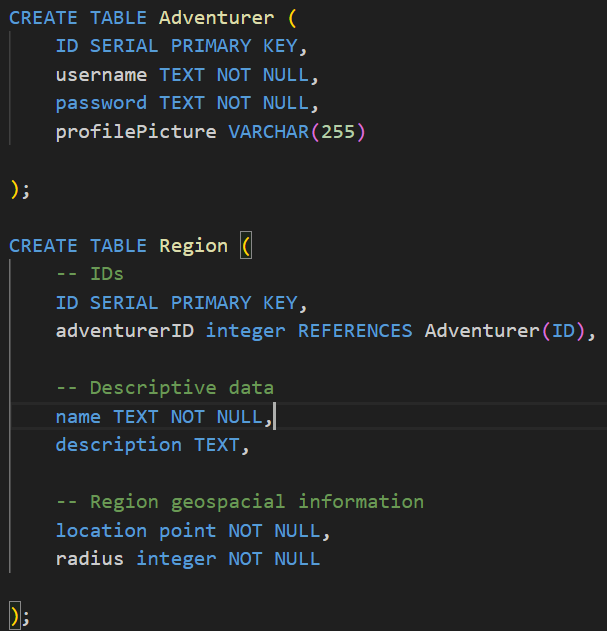 CREATE TABLE Adventurer (
    ID SERIAL PRIMARY KEY,
    username TEXT NOT NULL,
    password TEXT NOT NULL,
    profilePicture VARCHAR(255)

);

CREATE TABLE Region (
    -- IDs
    ID SERIAL PRIMARY KEY,
    adventurerID integer REFERENCES Adventurer(ID),

    -- Descriptive data
    name TEXT NOT NULL,
    description TEXT,

    -- Region geospacial information
    location point NOT NULL,
    radius integer NOT NULL

);